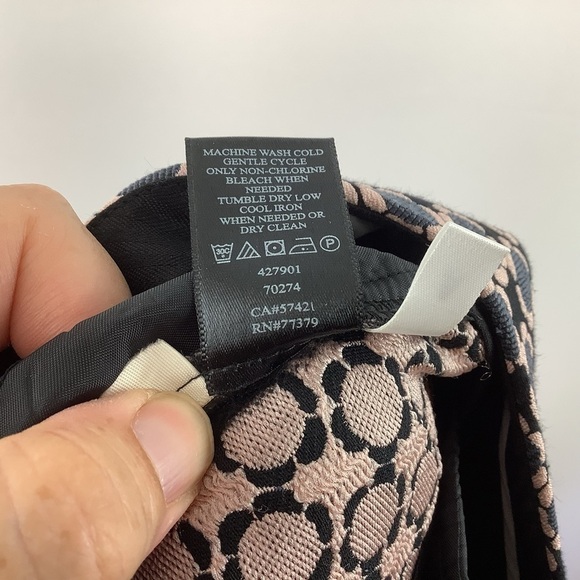 MACHINE WASH COLD
GENTLE CYCLE
ONLY NON-CHLORINE
BLEACH WHEN
NEEDED
TUMBLE DRY LOW
COOL IRON
WHEN NEEDED OR
DRY CLEAN
30° P
427901
70274
CA#57421
RN#77379